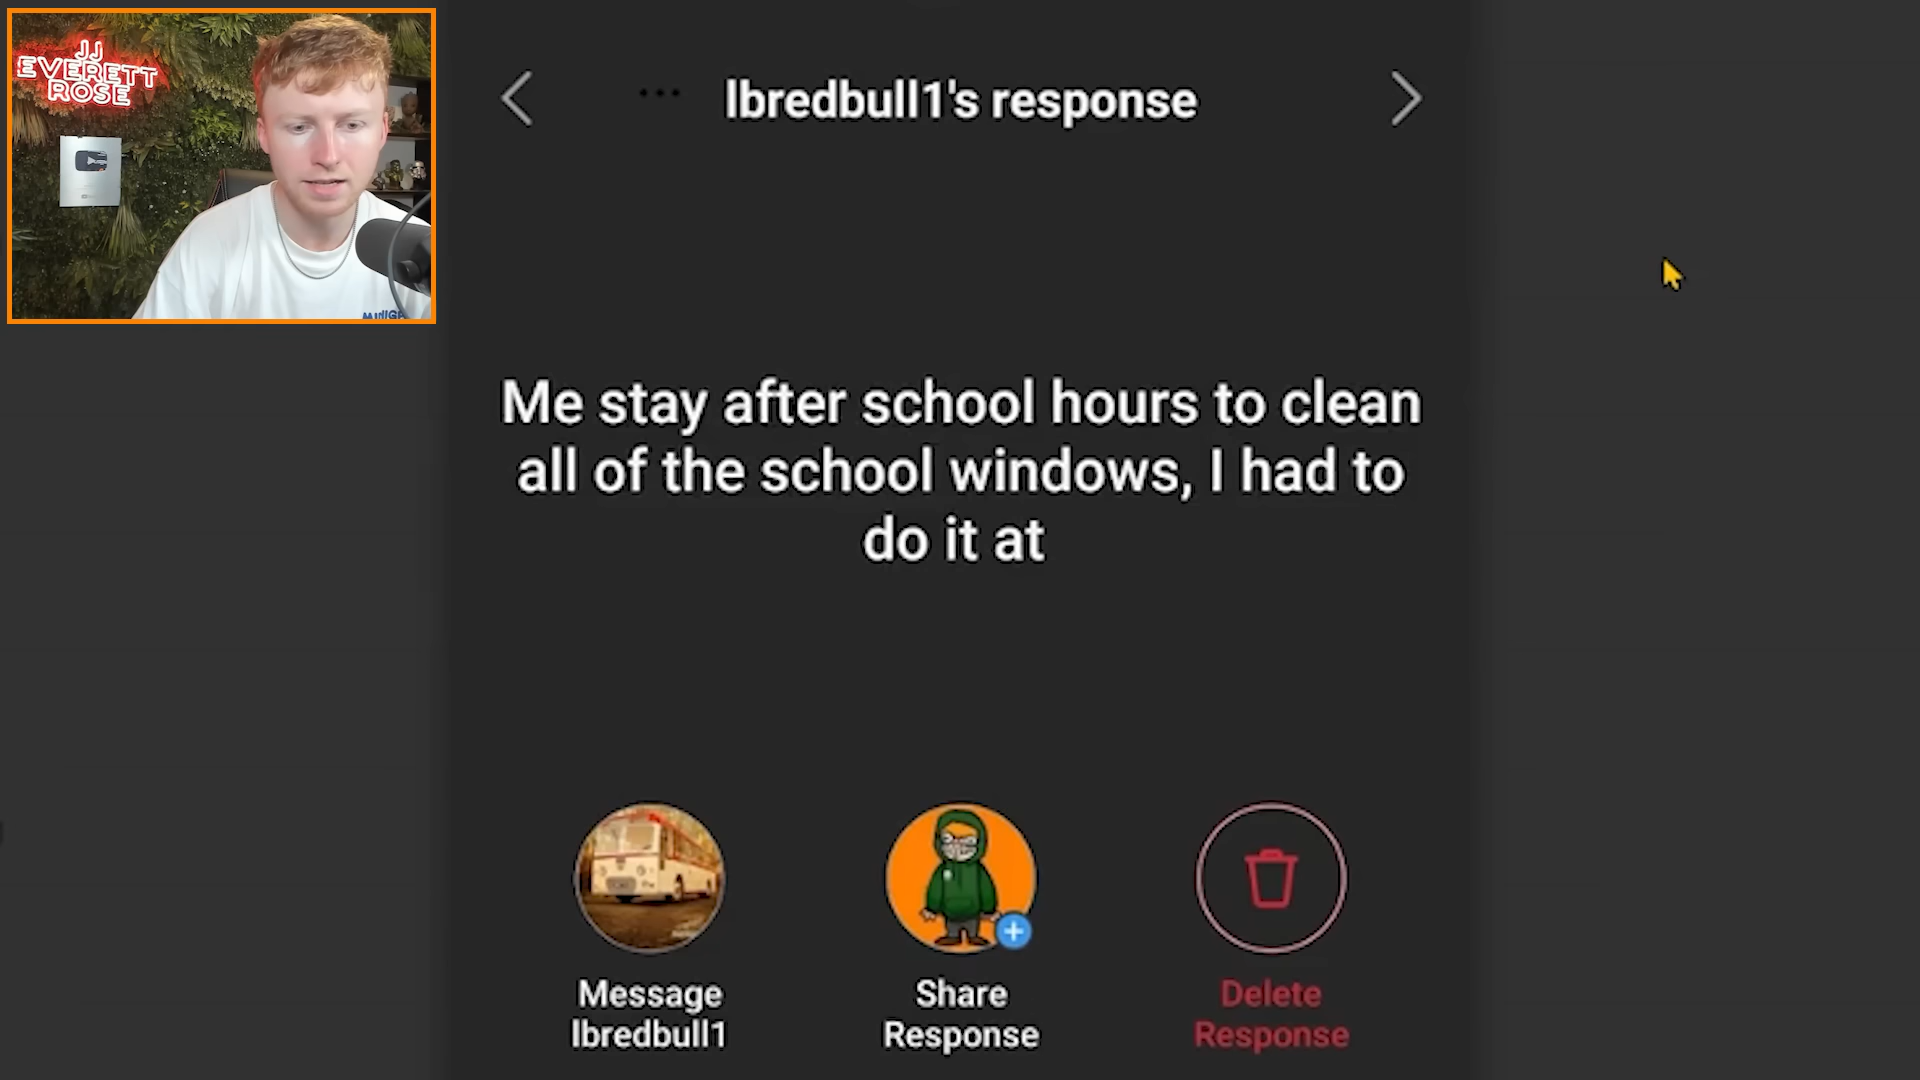 JJ
EVERETT
ROSE
lbredbull1's response
Me stay after school hours to clean
all of the school windows, I had to
do it at
Message
lbredbull1
Share
Response
Delete
Response